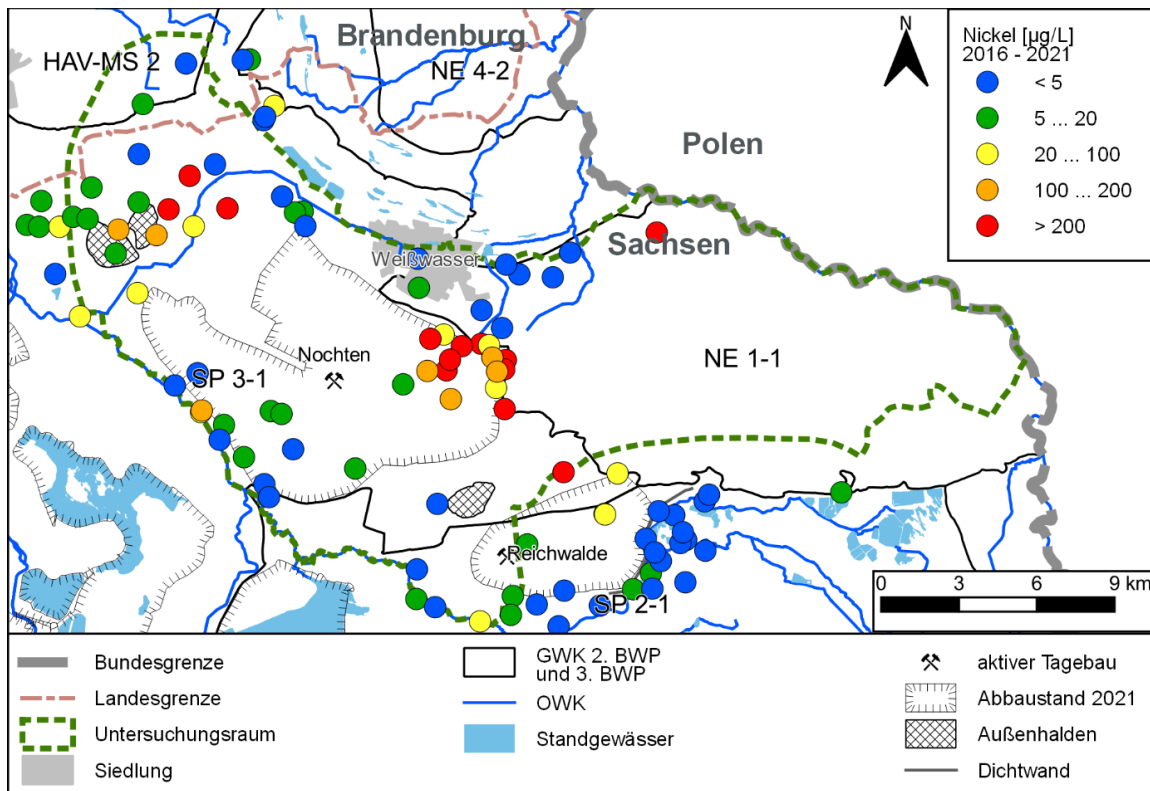 Brandenburg
HAV-MS 2
NE 4-2
N
Nickel [µg/L]
2016 - 2021
< 5
5 ... 20
20 ... 100
100 ... 200
> 200
Polen
Sachsen
Weißwasser
Nochten
SP 3-1
NE 1-1
Reichwalde
SP 2-1
0 3 6 9 km
Bundesgrenze
Landesgrenze
Untersuchungsraum
Siedlung
GWK 2. BWP
und 3. BWP
OWK
Standgewässer
aktiver Tagebau
Abbaustand 2021
Außenhalden
Dichtwand